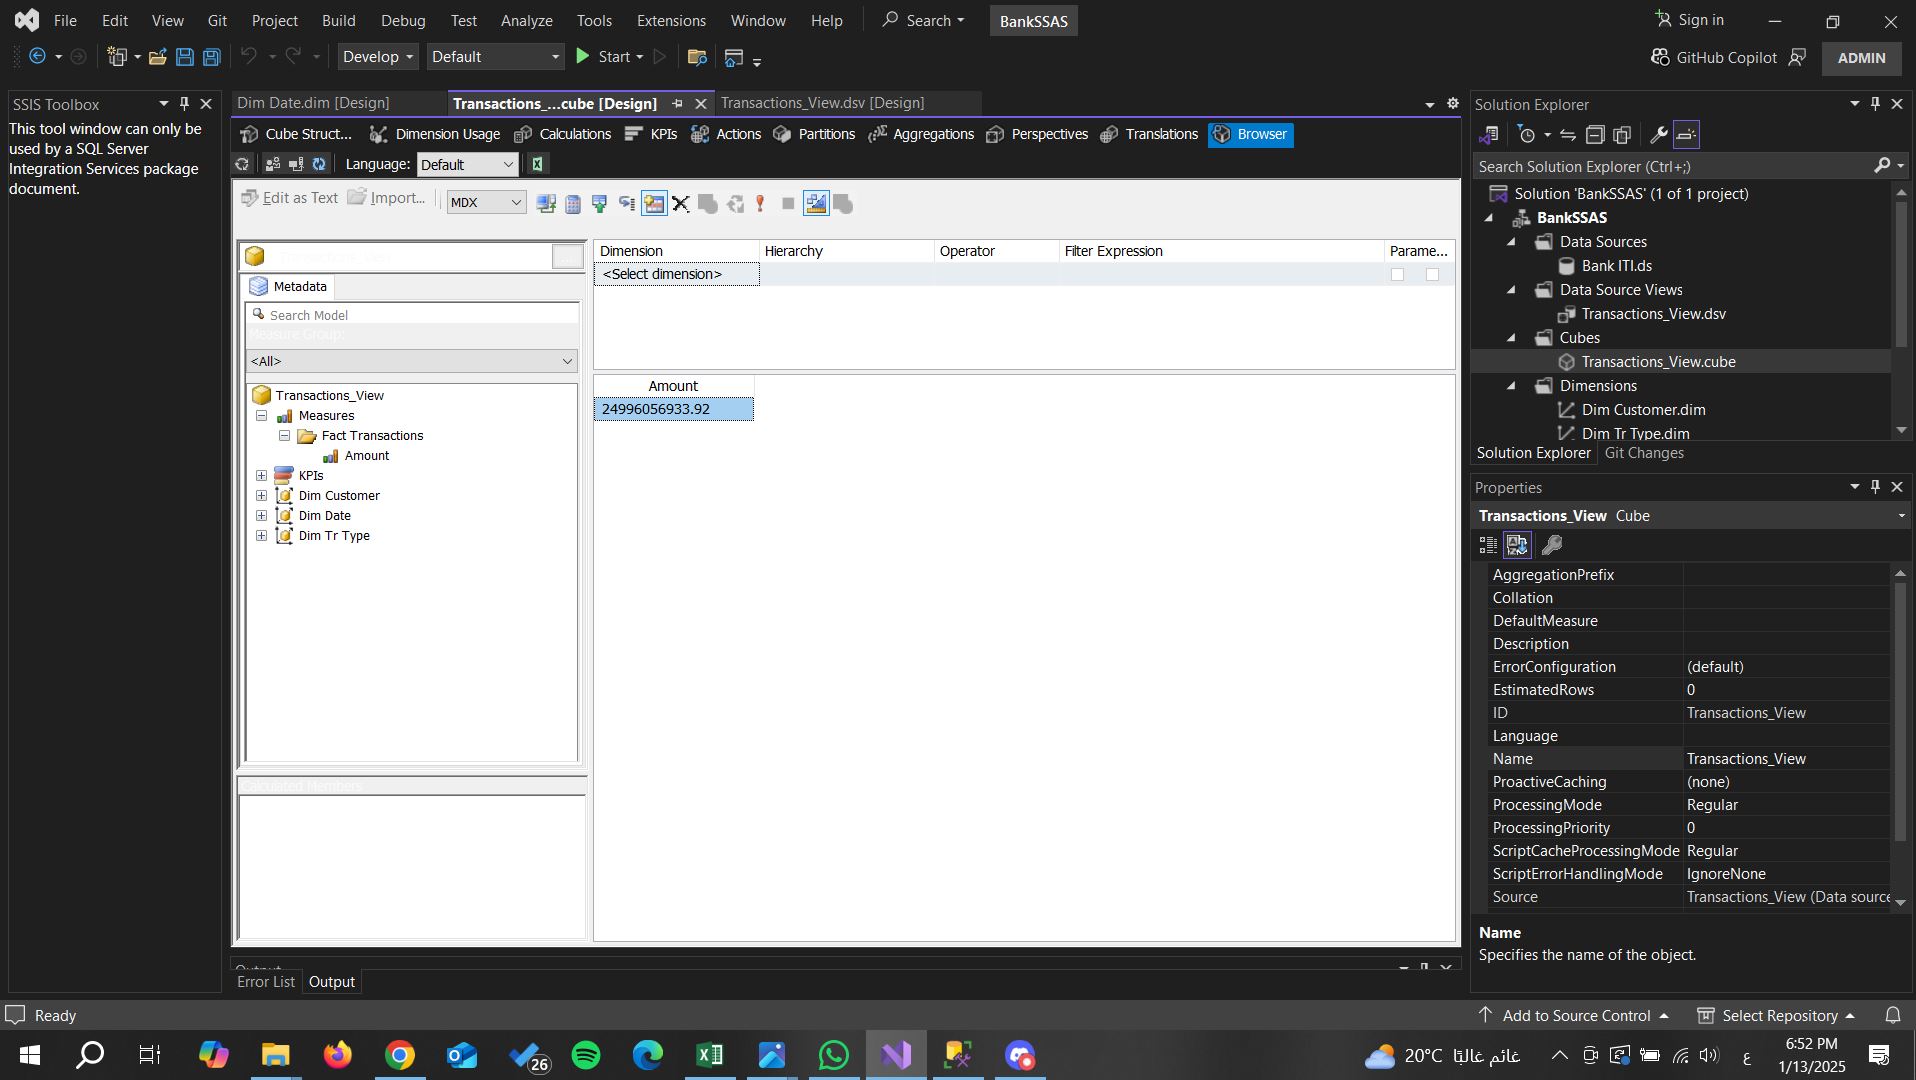 File Edit View Git Project Build Debug Test Analyze Tools Extensions Window Help Search BankSSAS Sign in
Develop Default Start GitHub Copilot ADMIN
SSIS Toolbox
This tool window can only be
used by a SQL Server
Integration Services package
document.
Dim Date.dim [Design] Transactions_...cube [Design] Transactions_View.dsv [Design]
Cube Struct... Dimension Usage Calculations KPIs Actions Partitions Aggregations Perspectives Translations Browser
Language: Default
Edit as Text Import... MDX
Transactions_View ...
Metadata
Search Model
Measure Group:
<All>
Transactions_View
Measures
Fact Transactions
Amount
KPIs
Dim Customer
Dim Date
Dim Tr Type
Calculated Members
Dimension Hierarchy Operator Filter Expression Parame...
<Select dimension>
Amount
24996056933.92
Output
Error List Output
Solution Explorer
Search Solution Explorer (Ctrl+;)
Solution 'BankSSAS' (1 of 1 project)
BankSSAS
Data Sources
Bank ITI.ds
Data Source Views
Transactions_View.dsv
Cubes
Transactions_View.cube
Dimensions
Dim Customer.dim
Dim Tr Type.dim
Solution Explorer Git Changes
Properties
Transactions_View Cube
AggregationPrefix
Collation
DefaultMeasure
Description
ErrorConfiguration (default)
EstimatedRows 0
ID Transactions_View
Language
Name Transactions_View
ProactiveCaching (none)
ProcessingMode Regular
ProcessingPriority 0
ScriptCacheProcessingMode Regular
ScriptErrorHandlingMode IgnoreNone
Source Transactions_View (Data source
Name
Specifies the name of the object.
Ready Add to Source Control Select Repository
26 20°C غائم غالبًا ع 6:52 PM
1/13/2025